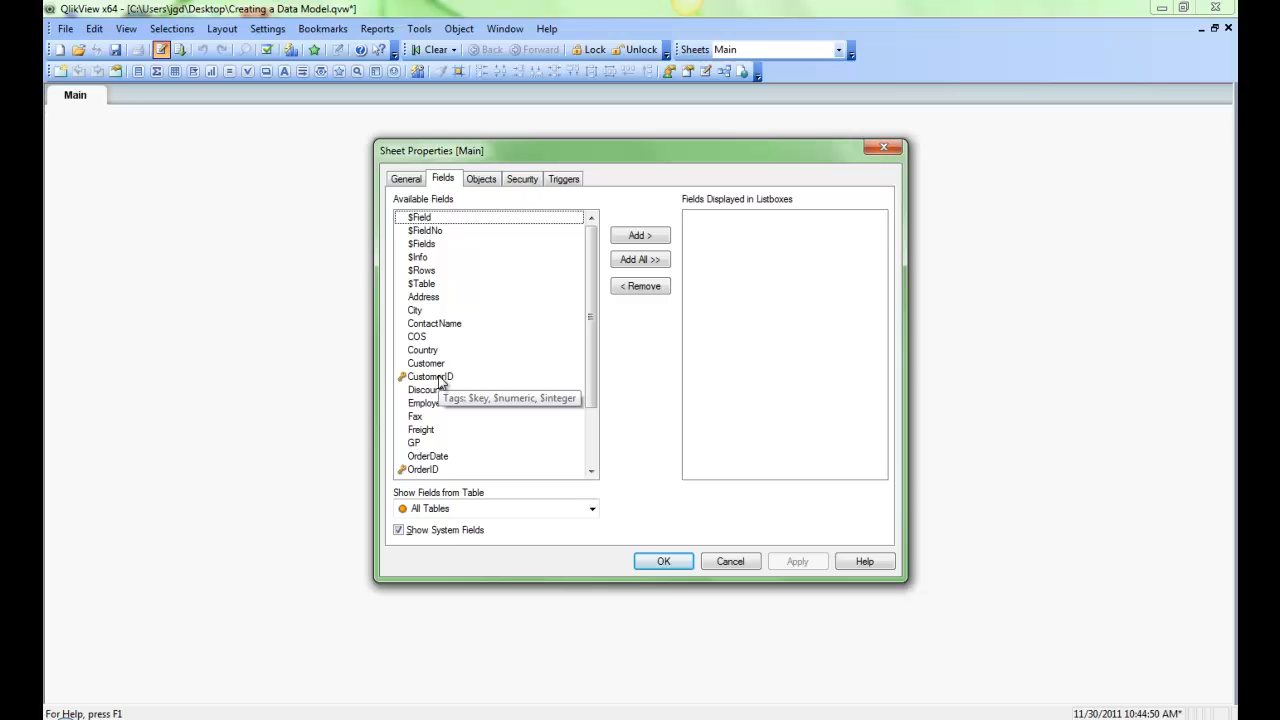 QlikView x64 - [C:\Users\jgd\Desktop\Creating a Data Model.qvw*]
File Edit View Selections Layout Settings Bookmarks Reports Tools Object Window Help
Clear Back Forward Lock Unlock Sheets Main
Main
Sheet Properties [Main]
General Fields Objects Security Triggers
Available Fields
Fields Displayed in Listboxes
$Field
$FieldNo
$Fields
$Info
$Rows
$Table
Address
City
ContactName
COS
Country
Customer
CustomerID
Tags: $key, $numeric, $integer
Fax
Freight
GP
OrderDate
OrderID
Add >
Add All >>
< Remove
Show Fields from Table
All Tables
Show System Fields
OK Cancel Apply Help
For Help, press F1
11/30/2011 10:44:50 AM*